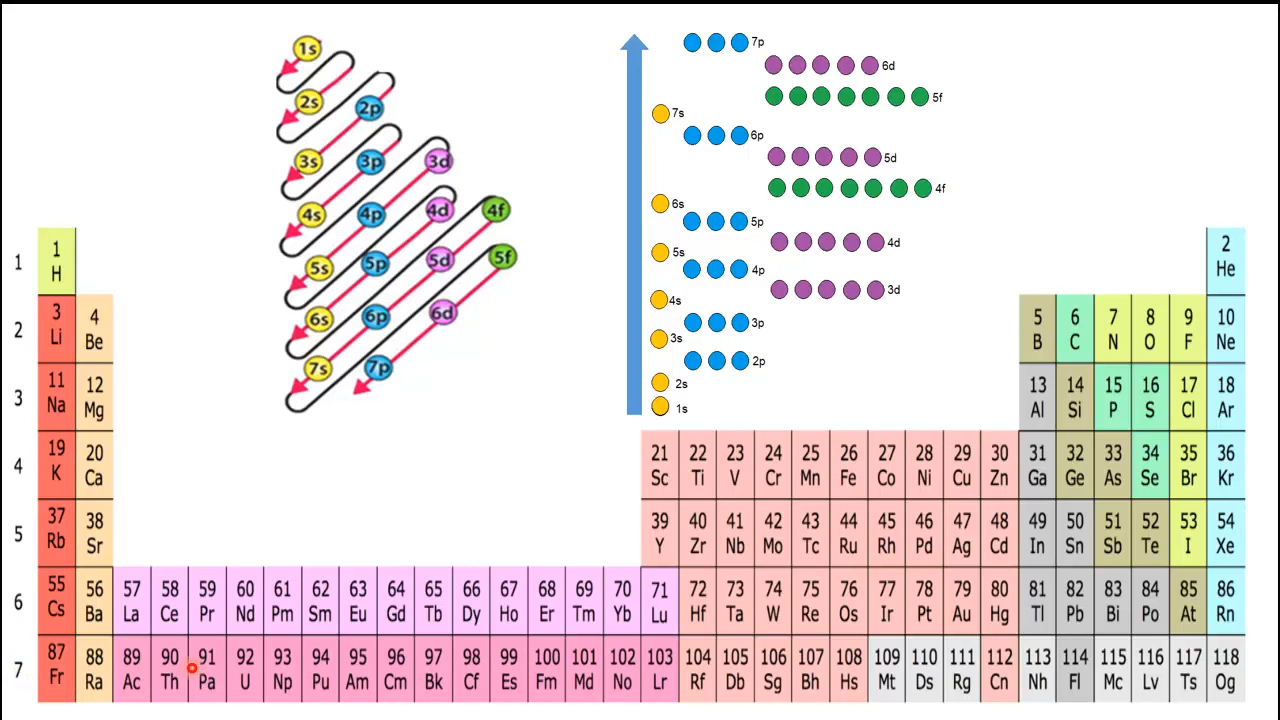 1s
2s 2p
3s 3p 3d
4s 4p 4d 4f
5s 5p 5d 5f
6s 6p 6d
7s 7p
7p
6d
5f
7s
6p
5d
4f
6s
5p
4d
5s
4p
3d
4s
3p
3s
2p
2s
1s
1 2
1 H He
3 4 5 6 7 8 9 10
2 Li Be B C N O F Ne
11 12 13 14 15 16 17 18
3 Na Mg Al Si P S Cl Ar
19 20 21 22 23 24 25 26 27 28 29 30 31 32 33 34 35 36
4 K Ca Sc Ti V Cr Mn Fe Co Ni Cu Zn Ga Ge As Se Br Kr
37 38 39 40 41 42 43 44 45 46 47 48 49 50 51 52 53 54
5 Rb Sr Y Zr Nb Mo Tc Ru Rh Pd Ag Cd In Sn Sb Te I Xe
55 56 57 58 59 60 61 62 63 64 65 66 67 68 69 70 71 72 73 74 75 76 77 78 79 80 81 82 83 84 85 86
6 Cs Ba La Ce Pr Nd Pm Sm Eu Gd Tb Dy Ho Er Tm Yb Lu Hf Ta W Re Os Ir Pt Au Hg Tl Pb Bi Po At Rn
87 88 89 90 91 92 93 94 95 96 97 98 99 100 101 102 103 104 105 106 107 108 109 110 111 112 113 114 115 116 117 118
7 Fr Ra Ac Th Pa U Np Pu Am Cm Bk Cf Es Fm Md No Lr Rf Db Sg Bh Hs Mt Ds Rg Cn Nh Fl Mc Lv Ts Og